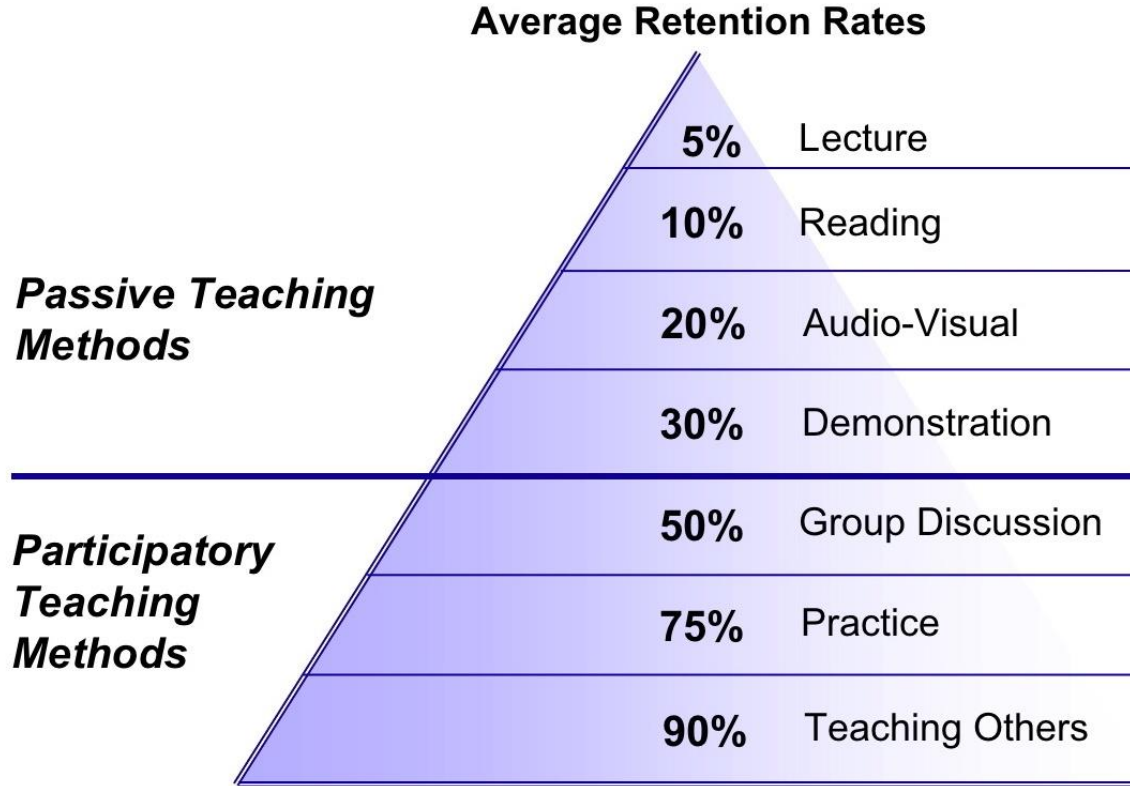 Average Retention Rates
5% Lecture
10% Reading
Passive Teaching
Methods
20% Audio-Visual
30% Demonstration
50% Group Discussion
Participatory
Teaching
Methods
75% Practice
90% Teaching Others